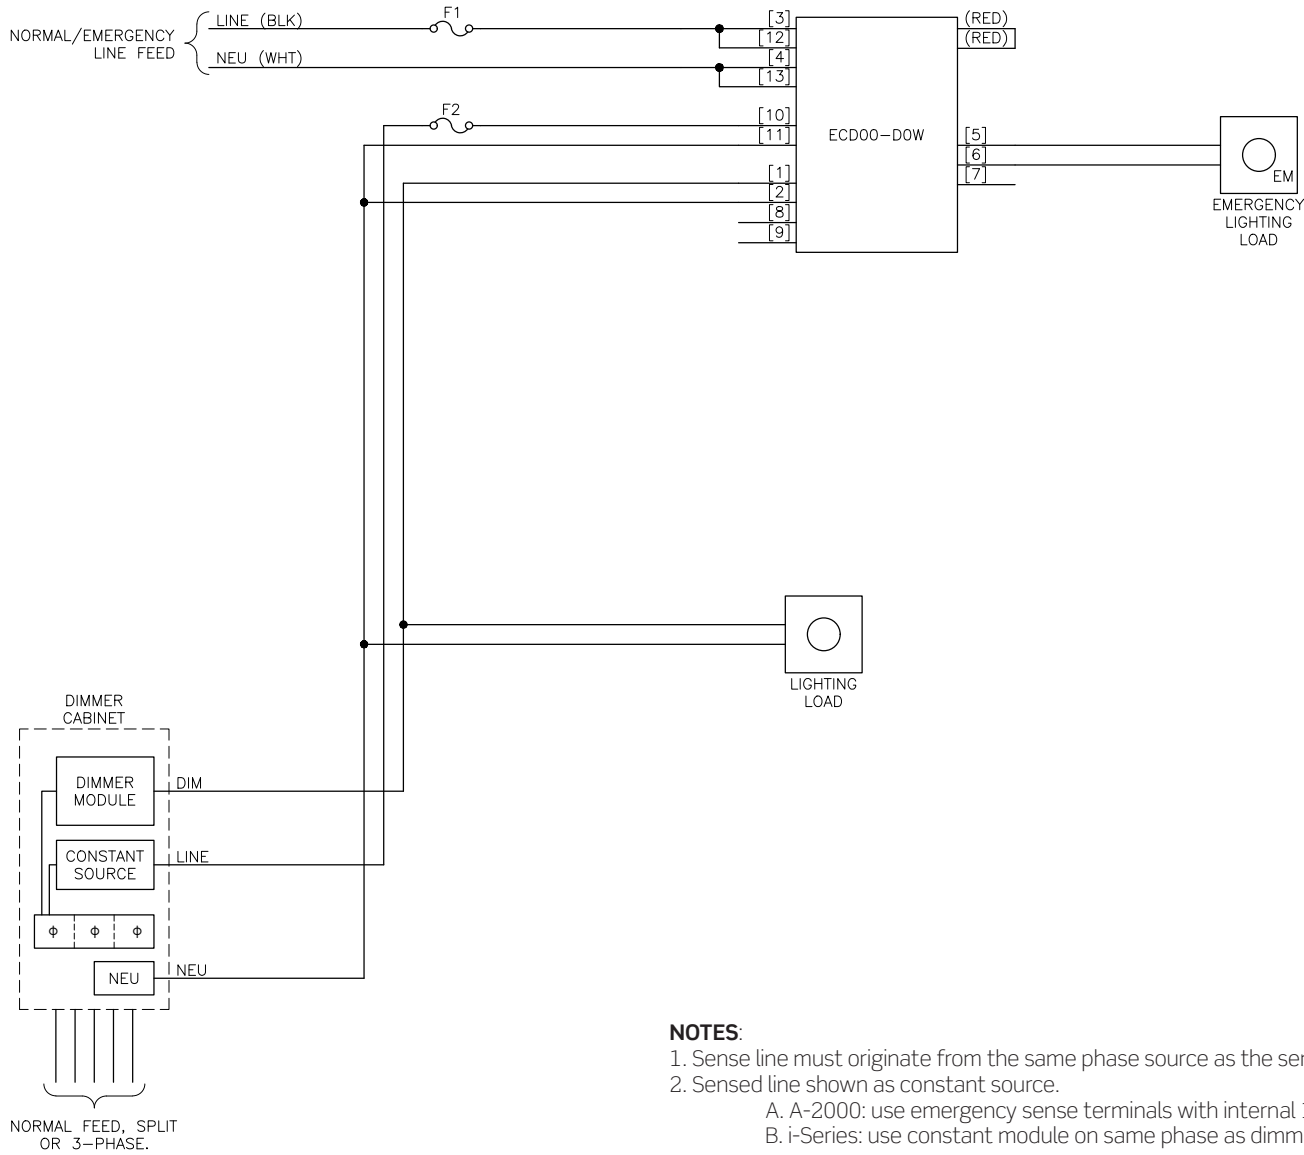 NORMAL/EMERGENCY
LINE FEED
LINE (BLK)
NEU (WHT)
F1
F2
[3]
[12]
[4]
[13]
[10]
[11]
[1]
[2]
[8]
[9]
ECD00-D0W
(RED)
(RED)
[5]
[6]
[7]
EM
EMERGENCY
LIGHTING
LOAD
LIGHTING
LOAD
DIMMER
CABINET
DIMMER
MODULE
DIM
CONSTANT
SOURCE
LINE
ϕ ϕ ϕ
NEU
NEU
NORMAL FEED, SPLIT
OR 3-PHASE.
NOTES:
1. Sense line must originate from the same phase source as the
2. Sensed line shown as constant source.
A. A-2000: use emergency sense terminals with internal
B. i-Series: use constant module on same phase as